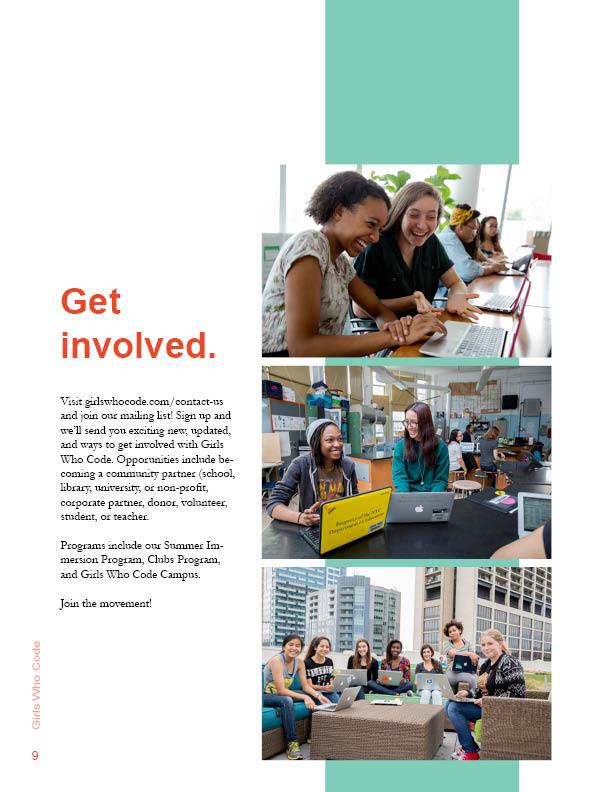 Get
involved.
Visit girlswhocode.com/contact-us
and join our mailing list! Sign up and
we'll send you exciting new, updated,
and ways to get involved with Girls
Who Code. Opporunities include be-
coming a community partner (school,
library, university, or non-profit,
corporate partner, donor, volunteer,
student, or teacher.
Programs include our Summer Im-
mersion Program, Clubs Program,
and Girls Who Code Campus.
Join the movement!
Property of the NYC
Department of Education
Girls Who Code
9